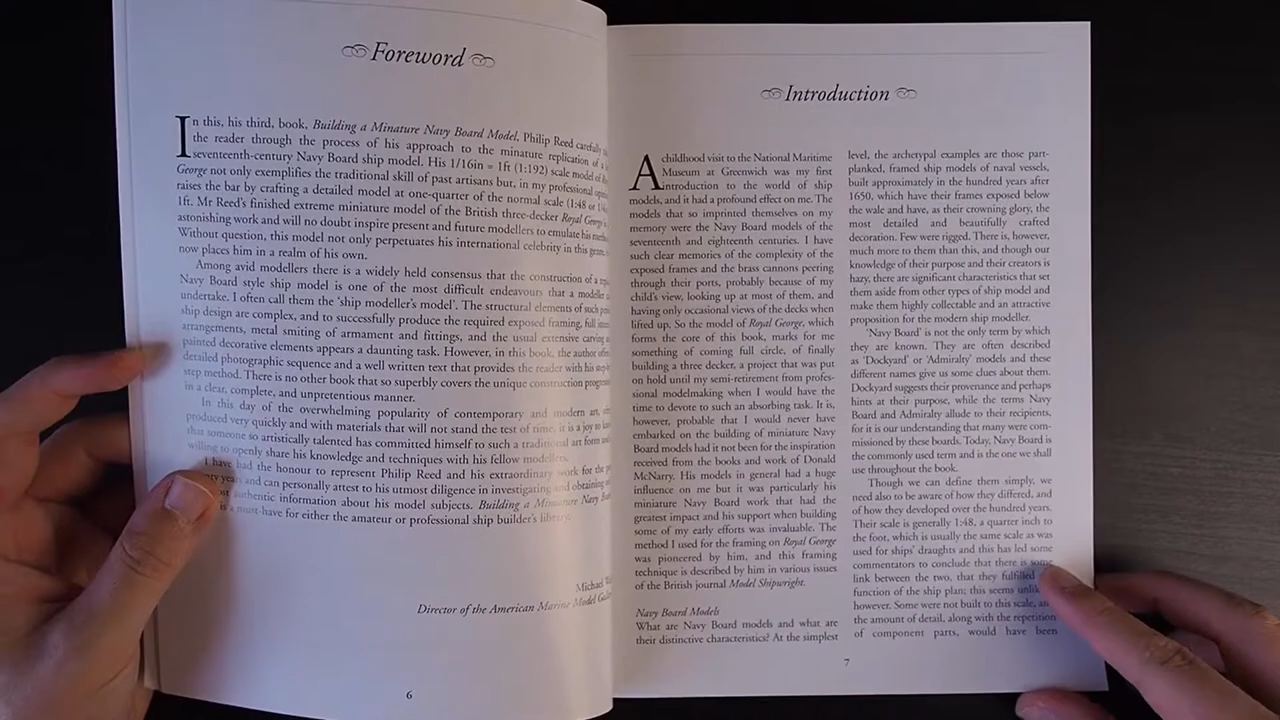 Foreword
In this, his third, book, Building a Minature Navy Board Model, Philip Reed carefully
the reader through the process of his approach to the minature replication of a
seventeenth-century Navy Board ship model. His 1/16in = 1ft (1:192) scale model of
George not only exemplifies the traditional skill of past artisans but, in my professional
raises the bar by crafting a detailed model at one-quarter of the normal scale (1:48 or
1ft. Mr Reed's finished extreme miniature model of the British three-decker Royal George is
astonishing work and will no doubt inspire present and future modellers to emulate his
Without question, this model not only perpetuates his international celebrity in this genre,
now places him in a realm of his own.
Among avid modellers there is a widely held consensus that the construction of a
Navy Board style ship model is one of the most difficult endeavours that a modeller
undertake. I often call them the 'ship modeller's model'. The structural elements of such
ship design are complex, and to successfully produce the required exposed framing, full
arrangements, metal smiting of armament and fittings, and the usual extensive carving
painted decorative elements appears a daunting task. However, in this book, the author
detailed photographic sequence and a well written text that provides the reader with his
step method. There is no other book that so superbly covers the unique construction
in a clear, complete, and unpretentious manner.
In this day of the overwhelming popularity of contemporary and modern art,
produced very quickly and with materials that will not stand the test of time, it is a joy to
that someone so artistically talented has committed himself to such a traditional art form
willing to openly share his knowledge and techniques with his fellow modellers.
I have had the honour to represent Philip Reed and his extraordinary work for the
years and can personally attest to his utmost diligence in investigating and obtaining
authentic information about his model subjects. Building a Miniature Navy
is a must-have for either the amateur or professional ship builder's library.
Michael
Director of the American Marine Model
6
Introduction
A childhood visit to the National Maritime
Museum at Greenwich was my first
introduction to the world of ship
models, and it had a profound effect on me. The
models that so imprinted themselves on my
memory were the Navy Board models of the
seventeenth and eighteenth centuries. I have
such clear memories of the complexity of the
exposed frames and the brass cannons peering
through their ports, probably because of my
child's view, looking up at most of them, and
having only occasional views of the decks when
lifted up. So the model of Royal George, which
forms the core of this book, marks for me
something of coming full circle, of finally
building a three decker, a project that was put
on hold until my semi-retirement from profes-
sional modelmaking when I would have the
time to devote to such an absorbing task. It is,
however, probable that I would never have
embarked on the building of miniature Navy
Board models had it not been for the inspiration
received from the books and work of Donald
McNarry. His models in general had a huge
influence on me but it was particularly his
miniature Navy Board work that had the
greatest impact and his support when building
some of my early efforts was invaluable. The
method I used for the framing on Royal George
was pioneered by him, and this framing
technique is described by him in various issues
of the British journal Model Shipwright.
Navy Board Models
What are Navy Board models and what are
their distinctive characteristics? At the simplest
level, the archetypal examples are those part-
planked, framed ship models of naval vessels,
built approximately in the hundred years after
1650, which have their frames exposed below
the wale and have, as their crowning glory, the
most detailed and beautifully crafted
decoration. Few were rigged. There is, however,
much more to them than this, and though our
knowledge of their purpose and their creators is
hazy, there are significant characteristics that set
them aside from other types of ship model and
make them highly collectable and an attractive
proposition for the modern ship modeller.
'Navy Board' is not the only term by which
they are known. They are often described
as 'Dockyard' or 'Admiralty' models and these
different names give us some clues about them.
Dockyard suggests their provenance and perhaps
hints at their purpose, while the terms Navy
Board and Admiralty allude to their recipients,
for it is our understanding that many were com-
missioned by these boards. Today, Navy Board is
the commonly used term and is the one we shall
use throughout the book.
Though we can define them simply, we
need also to be aware of how they differed, and
of how they developed over the hundred years.
Their scale is generally 1:48, a quarter inch to
the foot, which is usually the same scale as was
used for ships' draughts and this has led some
commentators to conclude that there is some
link between the two, that they fulfilled
function of the ship plan; this seems
however. Some were not built to this scale,
the amount of detail, along with the repetition
of component parts, would have been
7